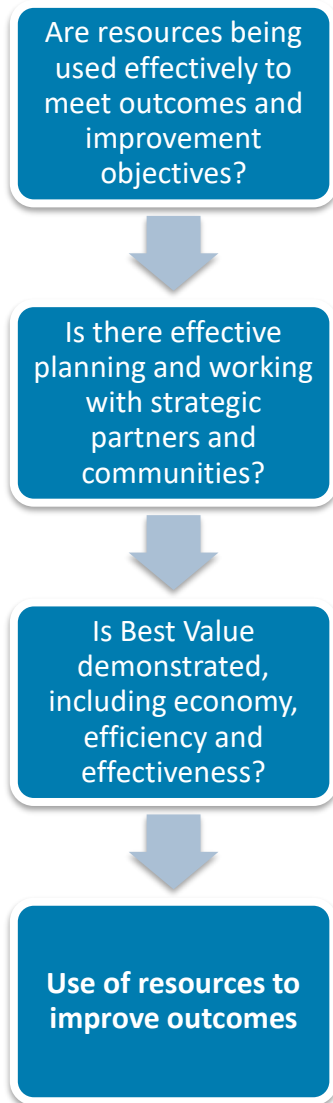 Are resources being
used effectively to
meet outcomes and
improvement
objectives?
Is there effective
planning and working
with strategic
partners and
communities?
Is Best Value
demonstrated,
including economy,
efficiency and
effectiveness?
Use of resources to
improve outcomes